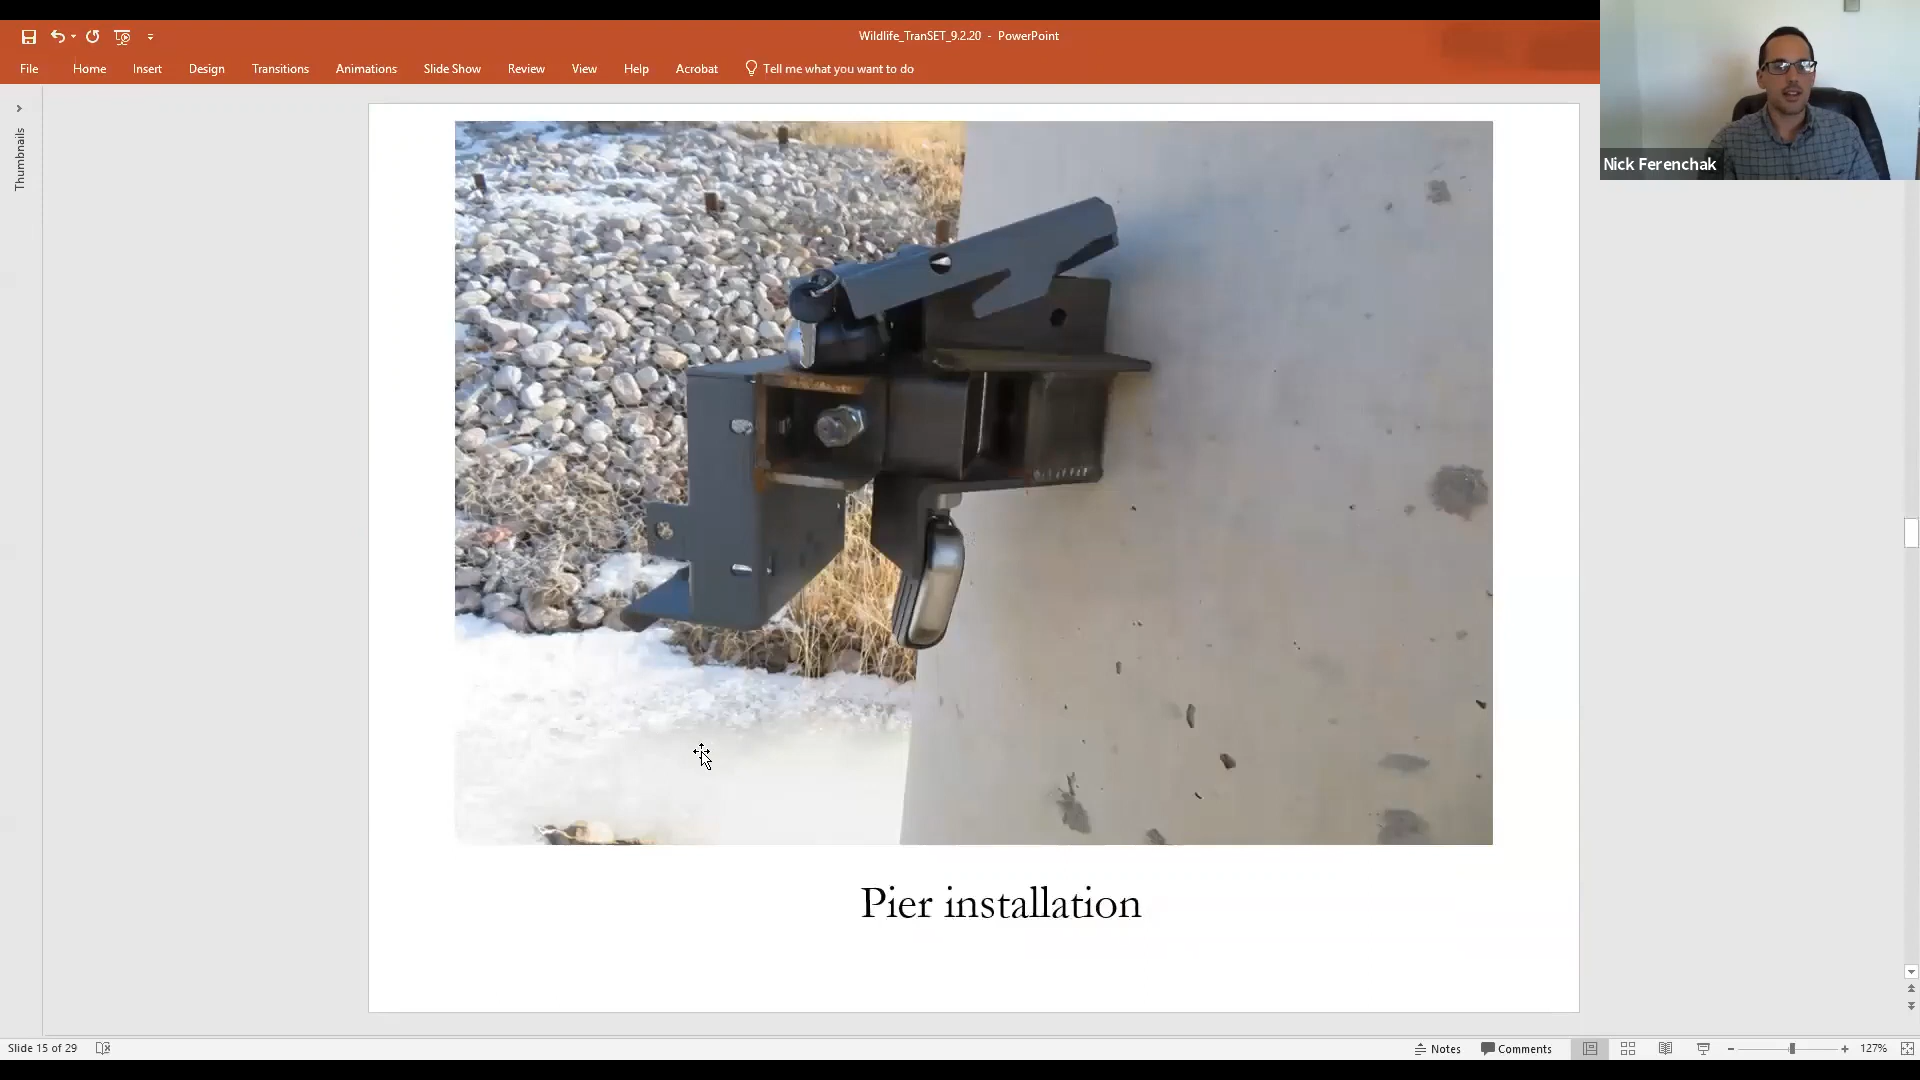 Wildlife_TranSET_9.2.20 - PowerPoint
File Home Insert Design Transitions Animations Slide Show Review View Help Acrobat Tell me what you want to do
Nick Ferenchak
Thumbnails
Pier installation
Slide 15 of 29
Notes Comments 127%